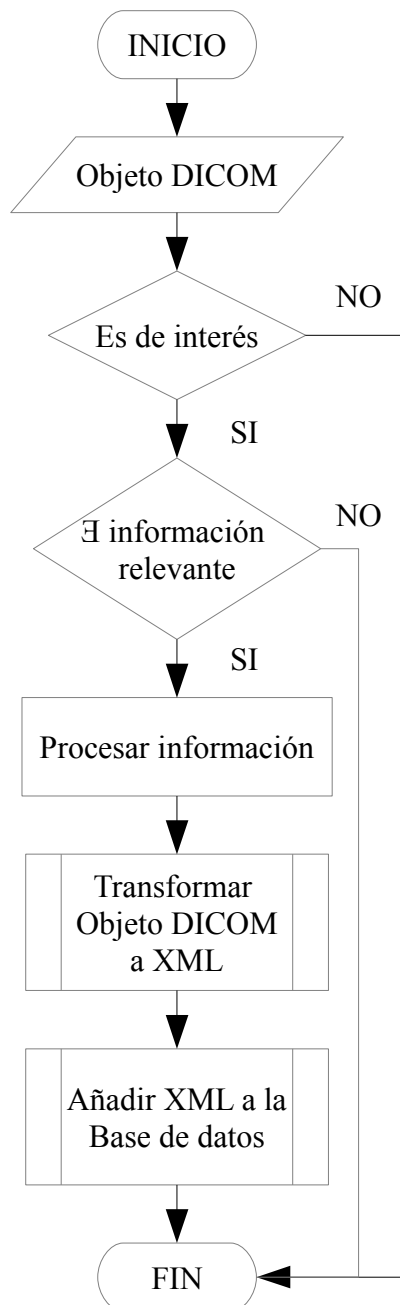 INICIO
Objeto DICOM
NO
Es de interés
SI
NO
∃ información
relevante
SI
Procesar información
Transformar
Objeto DICOM
a XML
Añadir XML a la
Base de datos
FIN